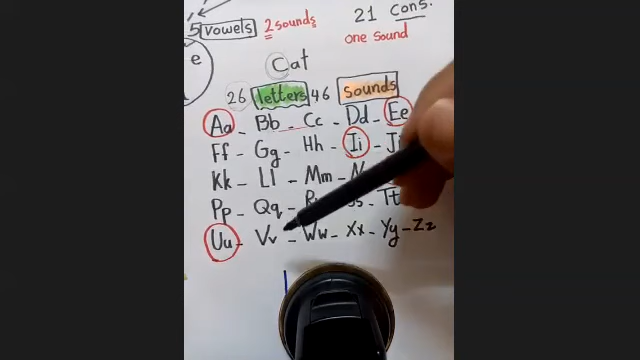 5 vowels 2 sounds
21 cons.
one sound
e
Cat
26 letters 46 sounds
Aa - Bb - Cc - Dd - Ee
Ff - Gg - Hh - Ii - Jj
Kk - Ll - Mm -
Pp - Qq - Tt
Uu - Vv - Ww - Xx - Yy - Zz